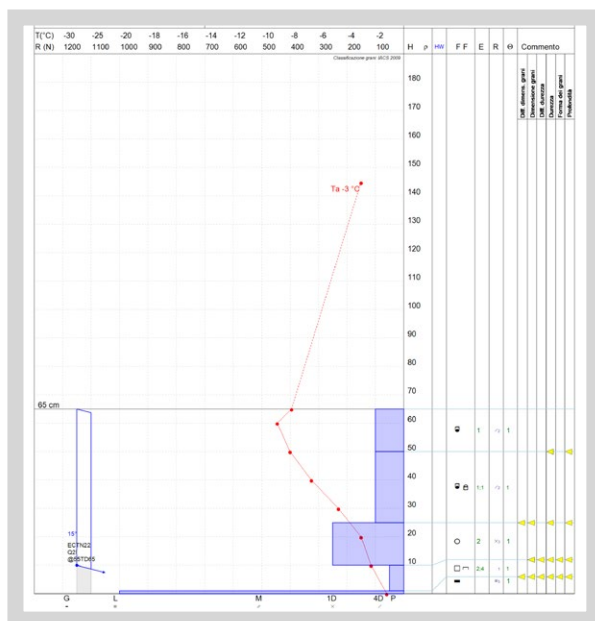 T(°C) -30 -25 -20 -18 -16 -14 -12 -10 -8 -6 -4 -2
R (N) 1200 1100 1000 900 800 700 600 500 400 300 200 100 H ρ HW F F E R Θ Commento
Classificazione grani: IACS 2009
Diff. dimens. grani
Dimensione grani
Diff. durezza
Durezza
Forma dei grani
Profondità
180
170
160
150
Ta -3 °C
140
130
120
110
100
90
80
70
65 cm
60
1 1
50
40
1.1 1
30
20
2 1
15°
ECTN22
Q2
@55TD65
10
2.4 1
1
G L M 1D 4D P